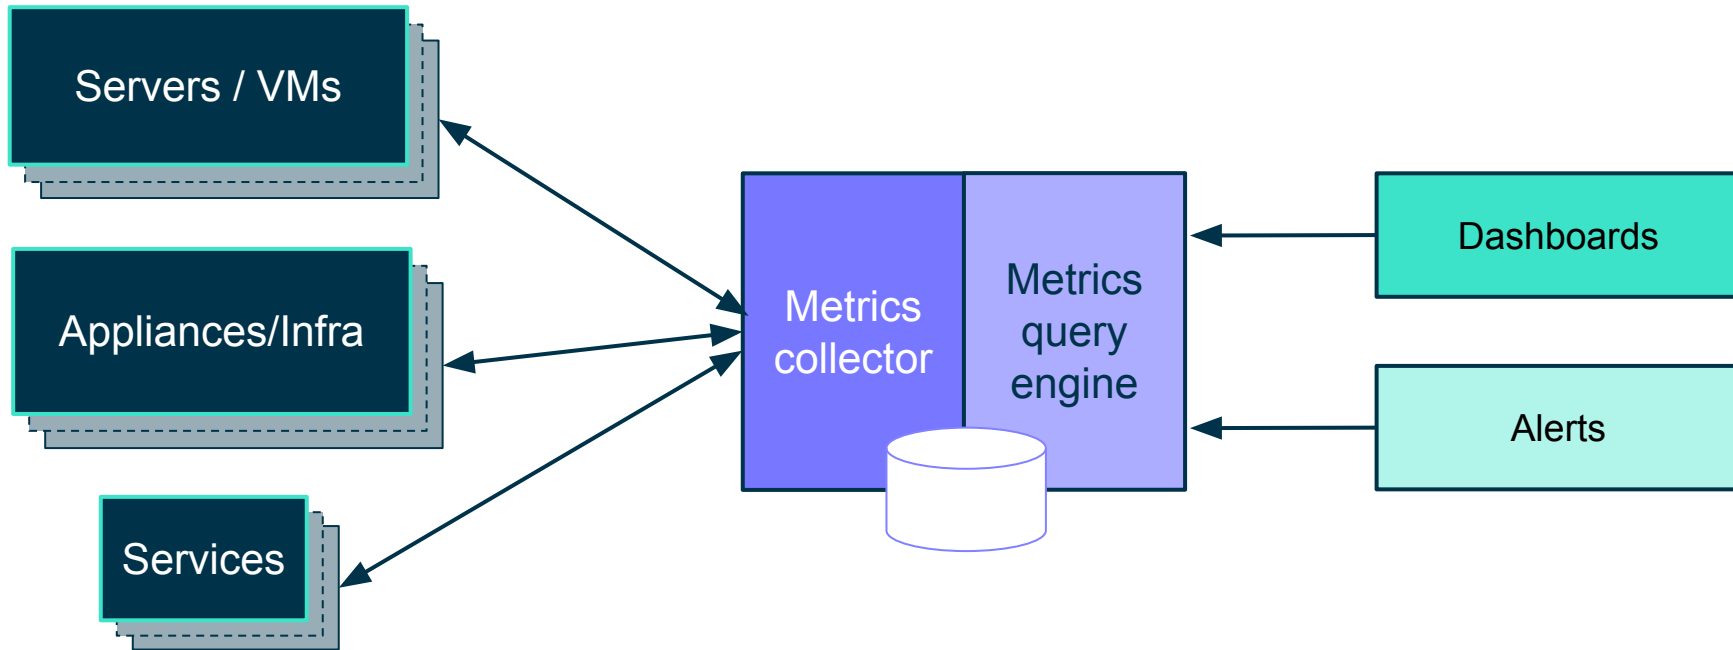 Servers / VMs
Appliances/Infra
Services
Metrics
collector
Metrics
query
engine
Dashboards
Alerts